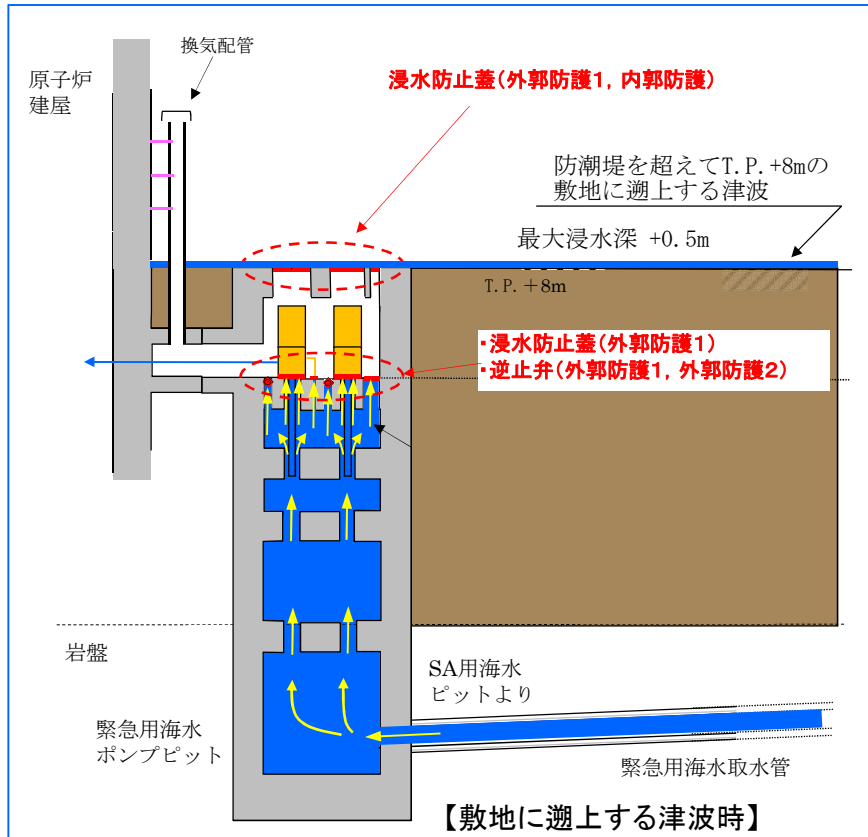 換気配管
原子炉
建屋
浸水防止蓋(外郭防護1，内郭防護)
防潮堤を超えてT.P.+8mの
敷地に遡上する津波
最大浸水深 +0.5m
T.P.＋8m
・浸水防止蓋(外郭防護1)
・逆止弁(外郭防護1，外郭防護2)
岩盤
SA用海水
ピットより
緊急用海水
ポンプピット
緊急用海水取水管
【敷地に遡上する津波時】